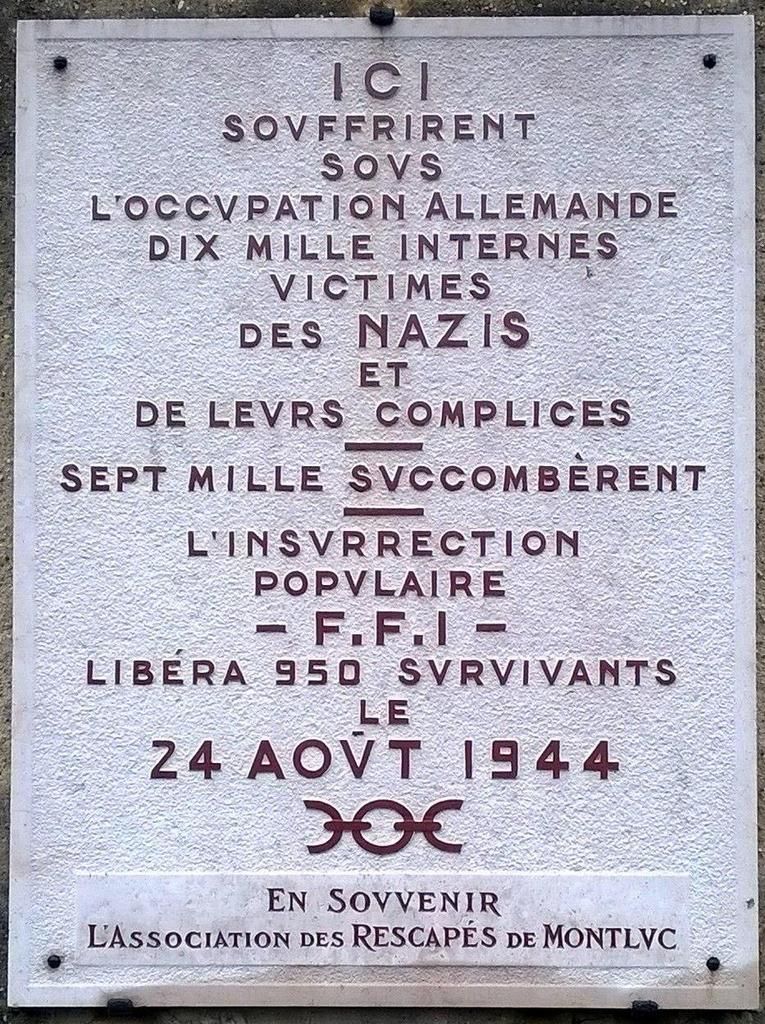 ICI
SOVFFRIRENT
SOVS
L'OCCVPATION ALLEMANDE
DIX MILLE INTERNES
VICTIMES
DES NAZIS
ET
DE LEVRS COMPLICES
SEPT MILLE SVCCOMBÈRENT
L'INSVRRECTION
POPVLAIRE
- F.F.I -
LIBÉRA 950 SVRVIVANTS
LE
24 AOV̂T 1944
EN SOVVENIR
L'ASSOCIATION DES RESCAPÉS DE MONTLVC